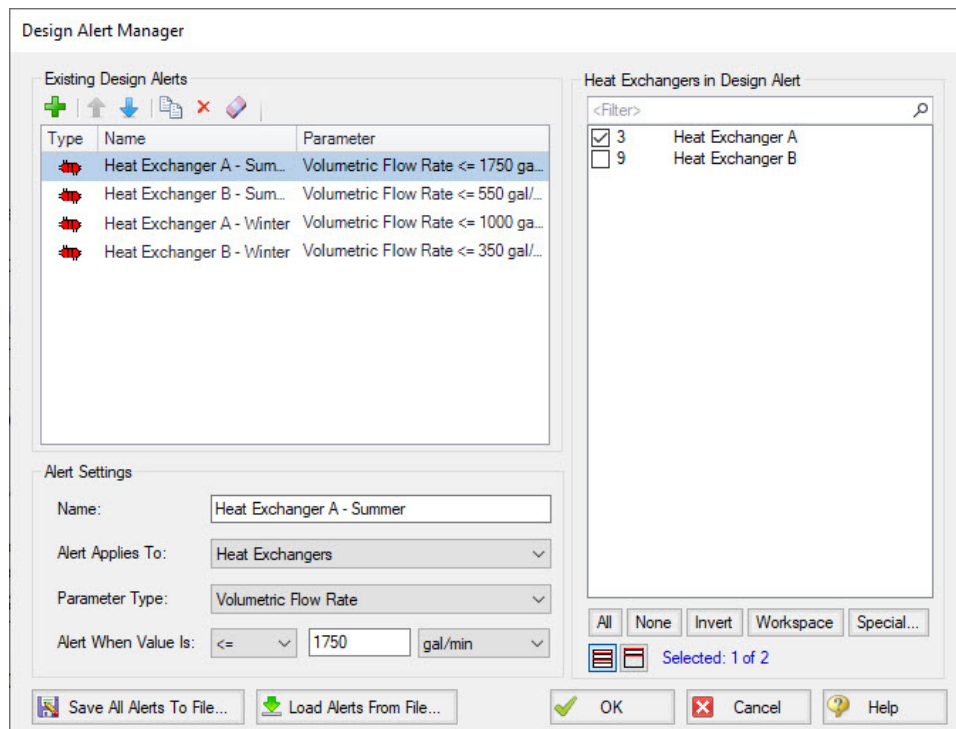 Design Alert Manager
Existing Design Alerts
Type Name Parameter
Heat Exchanger A - Sum... Volumetric Flow Rate <= 1750 ga...
Heat Exchanger B - Sum... Volumetric Flow Rate <= 550 gal/...
Heat Exchanger A - Winter Volumetric Flow Rate <= 1000 ga...
Heat Exchanger B - Winter Volumetric Flow Rate <= 350 gal/...
Alert Settings
Name: Heat Exchanger A - Summer
Alert Applies To: Heat Exchangers
Parameter Type: Volumetric Flow Rate
Alert When Value Is: <= 1750 gal/min
Heat Exchangers in Design Alert
<Filter>
3 Heat Exchanger A
9 Heat Exchanger B
All None Invert Workspace Special...
Selected: 1 of 2
Save All Alerts To File... Load Alerts From File... OK Cancel Help